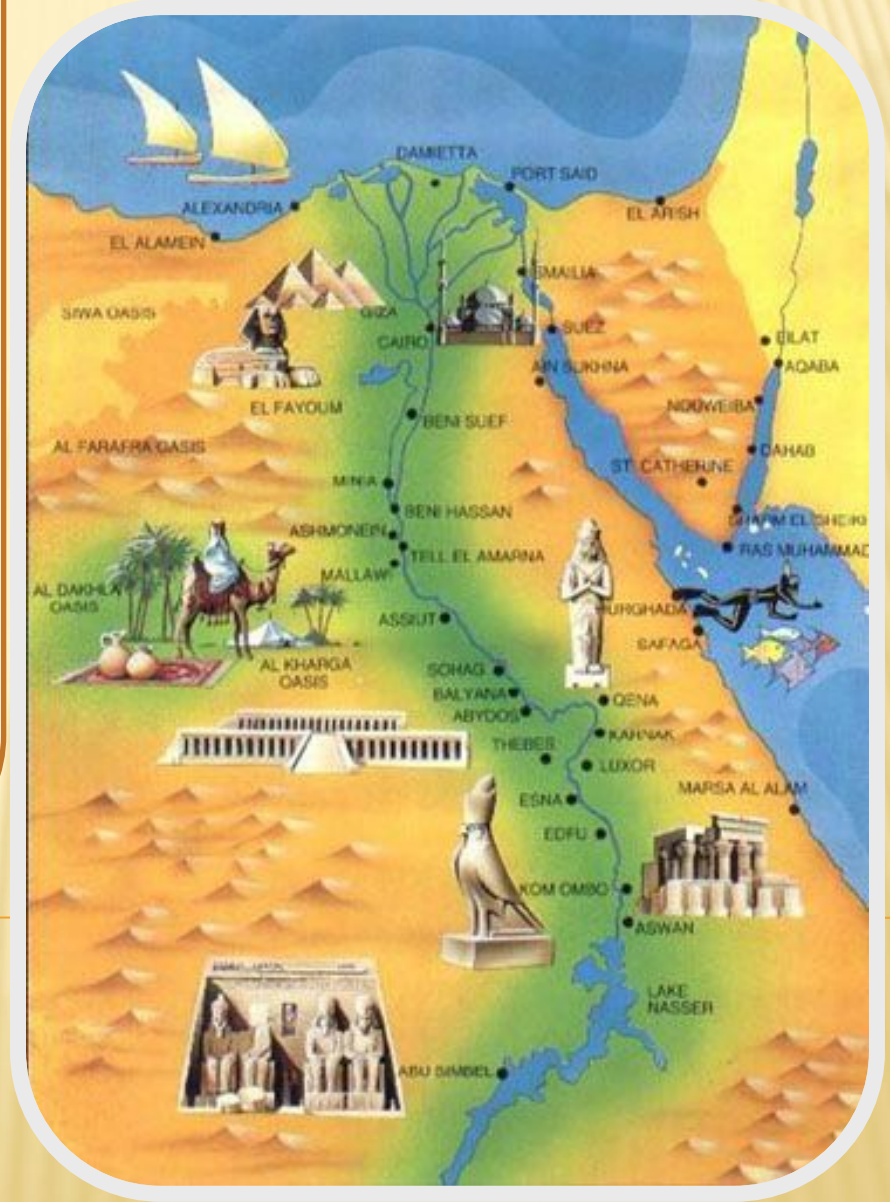 DAMIETTA
PORT SAID
ALEXANDRIA
EL ARISH
EL ALAMEIN
ISMAILIA
SIWA OASIS
GIZA
CAIRO
SUEZ
EILAT
AIN SUKHNA
AQABA
EL FAYOUM
NOUWEIBA
BENI SUEF
AL FARAFRA OASIS
DAHAB
ST. CATHERINE
MINIA
BENI HASSAN
SHARM EL SHEIKH
ASHMONEIN
TELL EL AMARNA
RAS MUHAMMAD
MALLAWI
AL DAKHLA
OASIS
HURGHADA
ASSIUT
SAFAGA
SOHAG
AL KHARGA
OASIS
BALYANA
QENA
ABYDOS
KARNAK
THEBES
LUXOR
MARSA AL ALAM
ESNA
EDFU
KOM OMBO
ASWAN
LAKE
NASSER
ABU SIMBEL